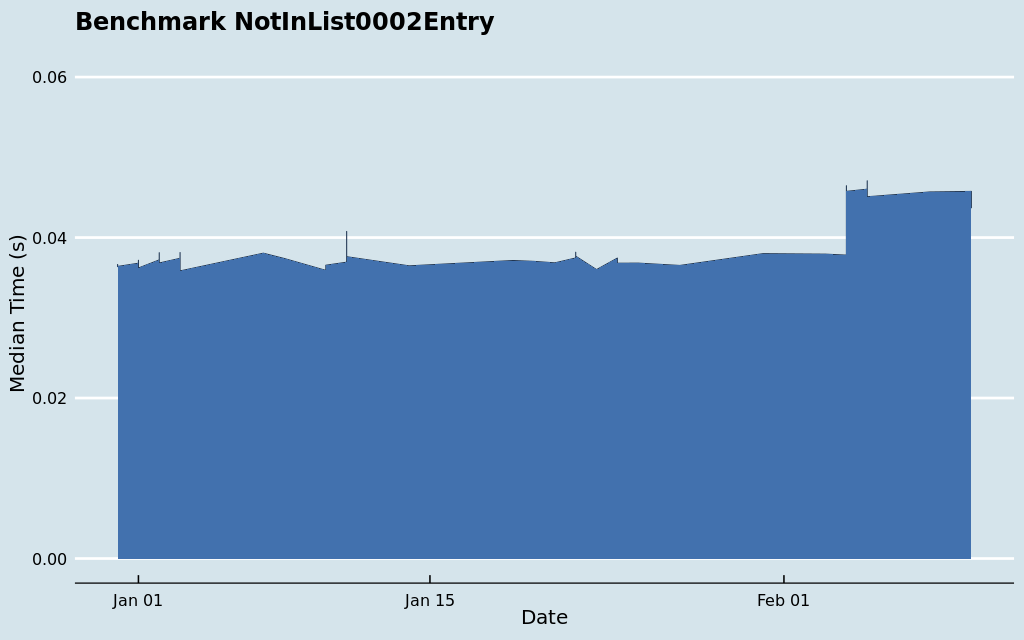 Benchmark NotInList0002Entry
Median Time (s)
0.06
0.04
0.02
0.00
Jan 01
Jan 15
Feb 01
Date